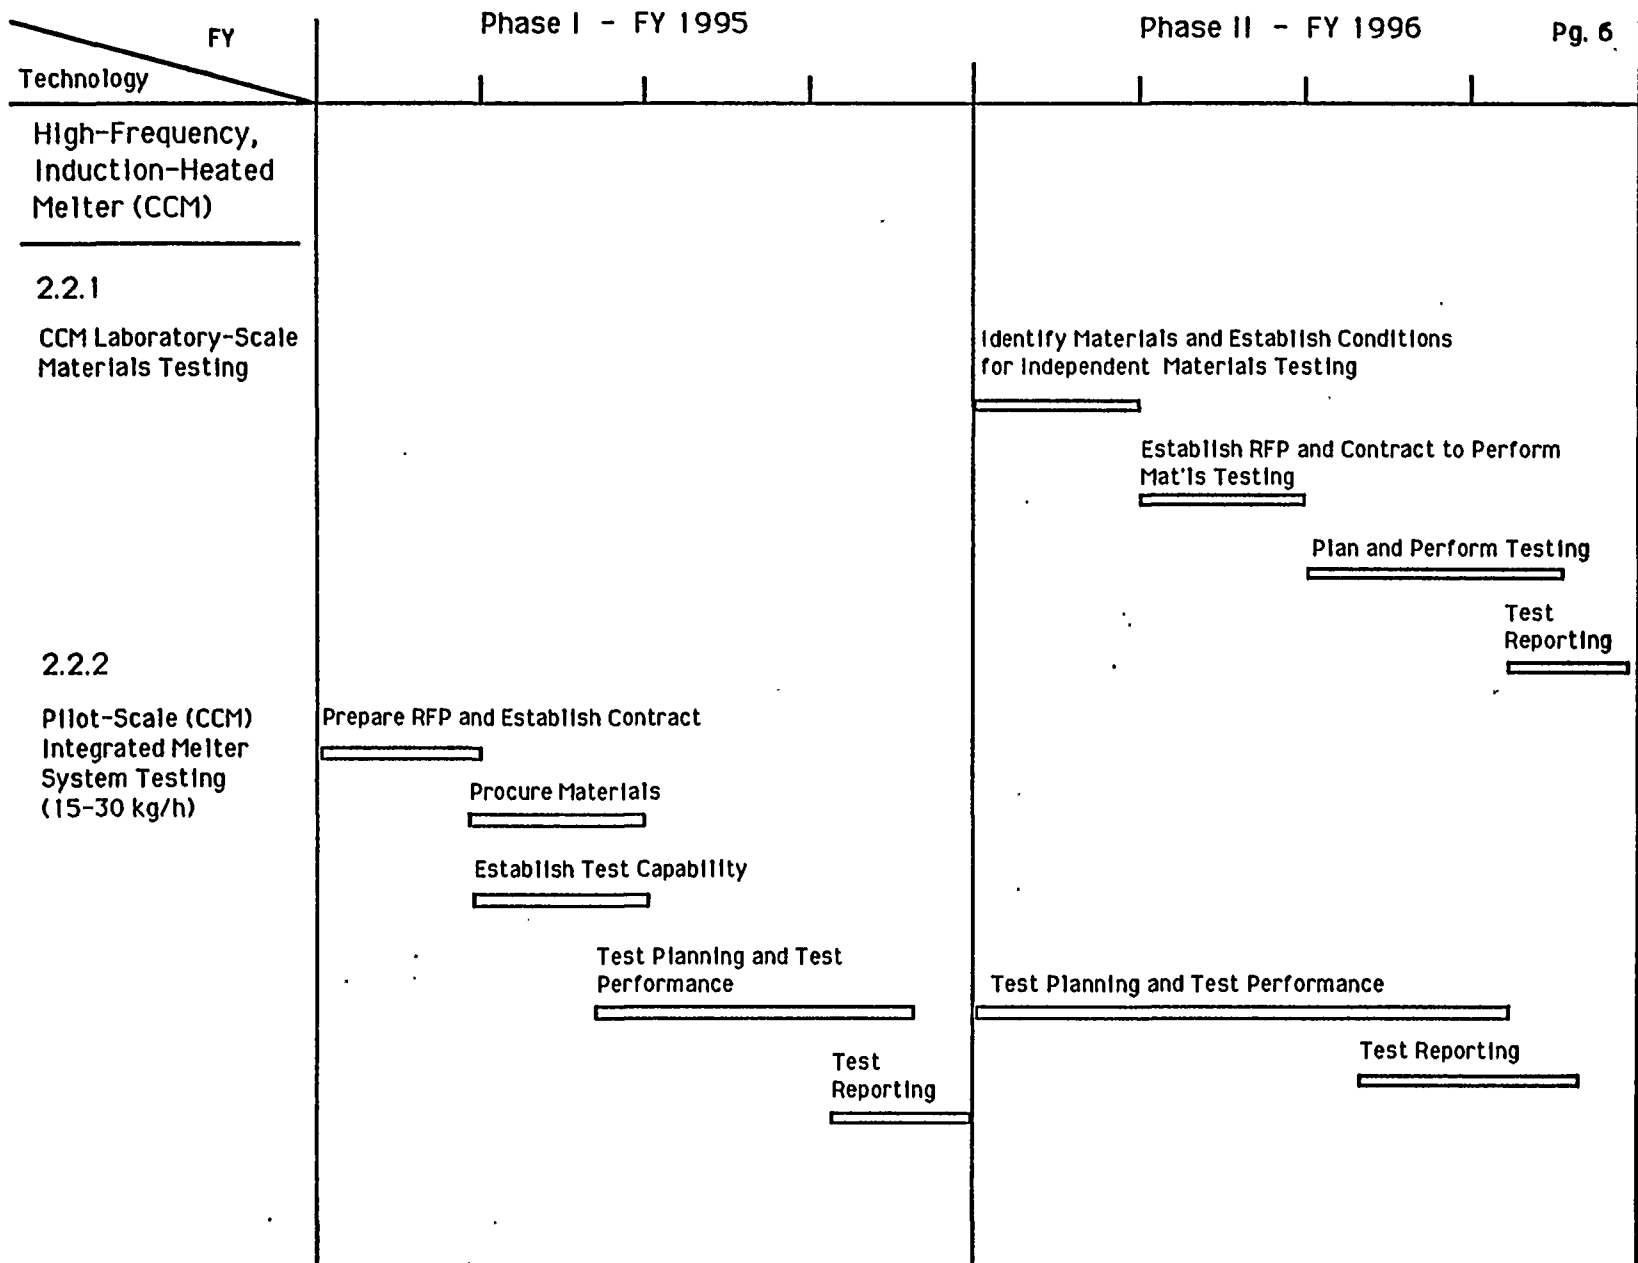 FY
Phase I - FY 1995
Phase II - FY 1996
Pg. 6
Technology
High-Frequency,
Induction-Heated
Melter (CCM)
2.2.1
CCM Laboratory-Scale
Materials Testing
Identify Materials and Establish Conditions
for Independent Materials Testing
Establish RFP and Contract to Perform
Mat'ls Testing
Plan and Perform Testing
Test
Reporting
2.2.2
Pilot-Scale (CCM)
Integrated Melter
System Testing
(15-30 kg/h)
Prepare RFP and Establish Contract
Procure Materials
Establish Test Capability
Test Planning and Test
Performance
Test Planning and Test Performance
Test
Reporting
Test Reporting